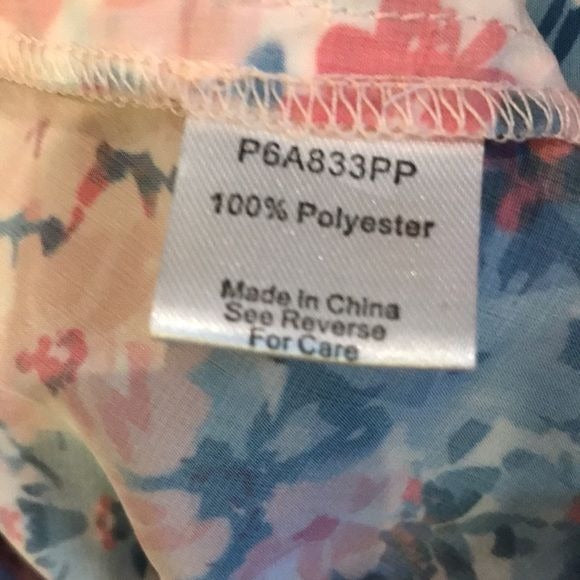 P6A833PP
100% Polyester
Made in China
See Reverse
For Care